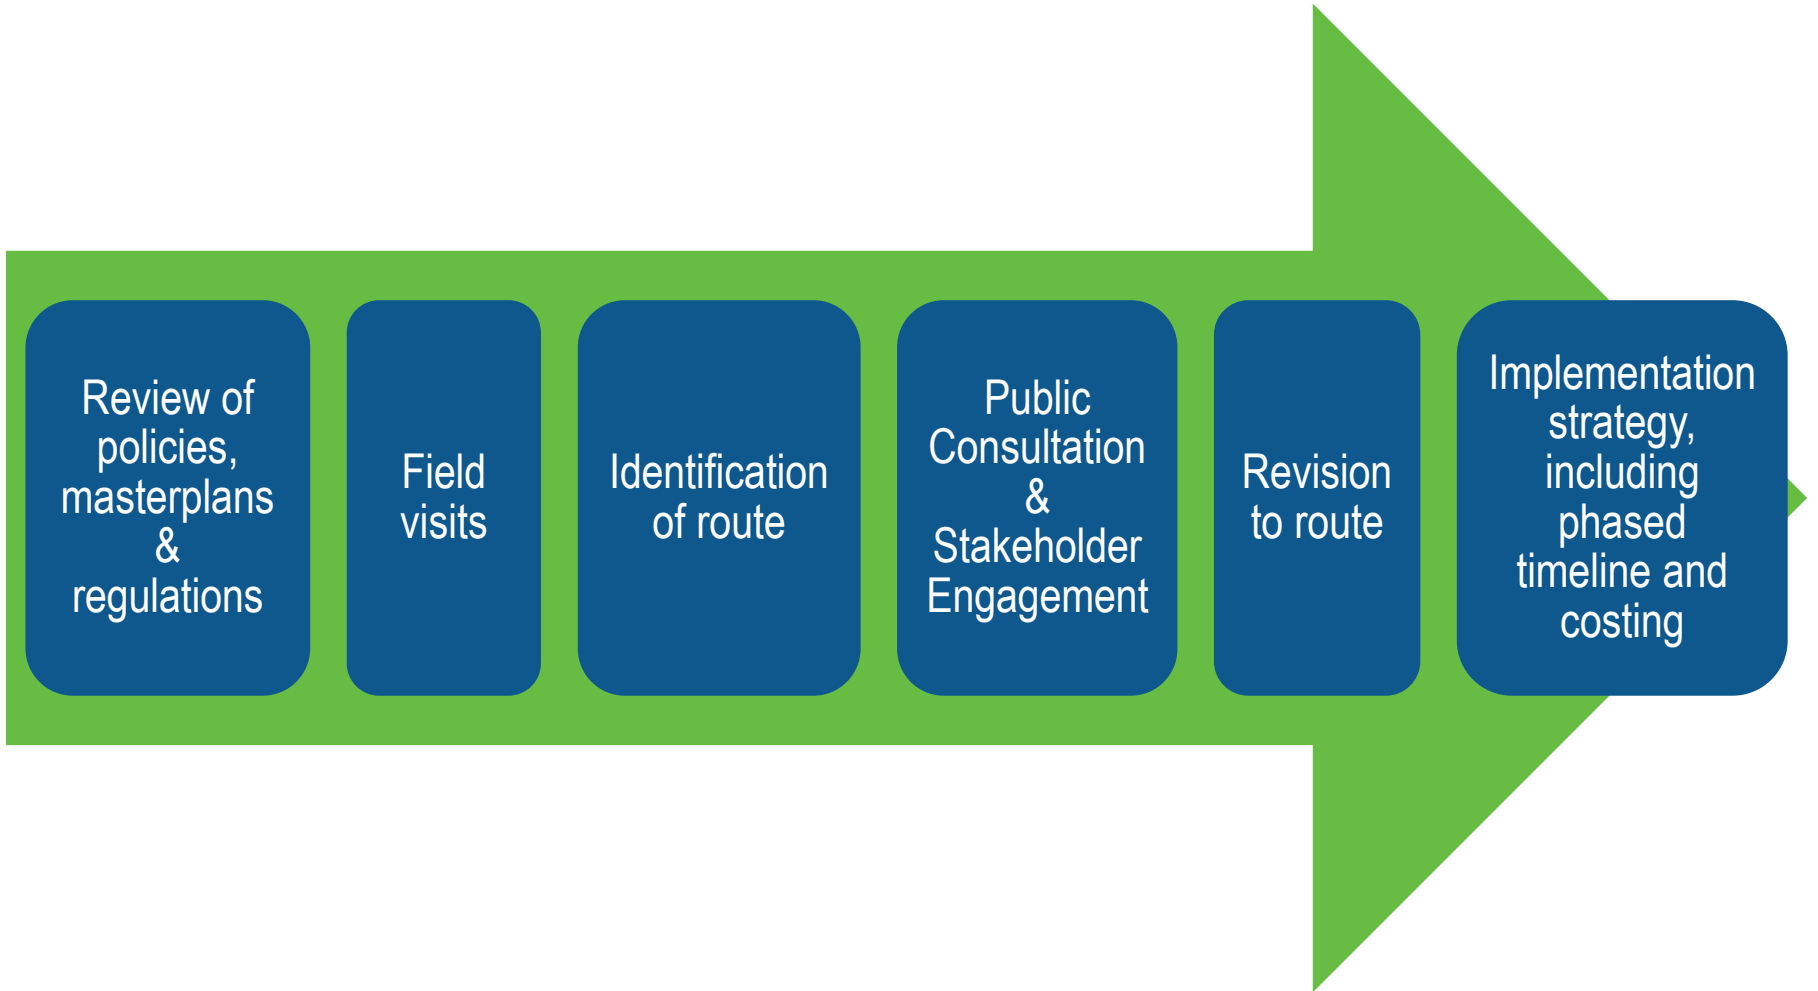 Review of
policies,
masterplans
&
regulations
Field
visits
Identification
of route
Public
Consultation
&
Stakeholder
Engagement
Revision
to route
Implementation
strategy,
including
phased
timeline and
costing